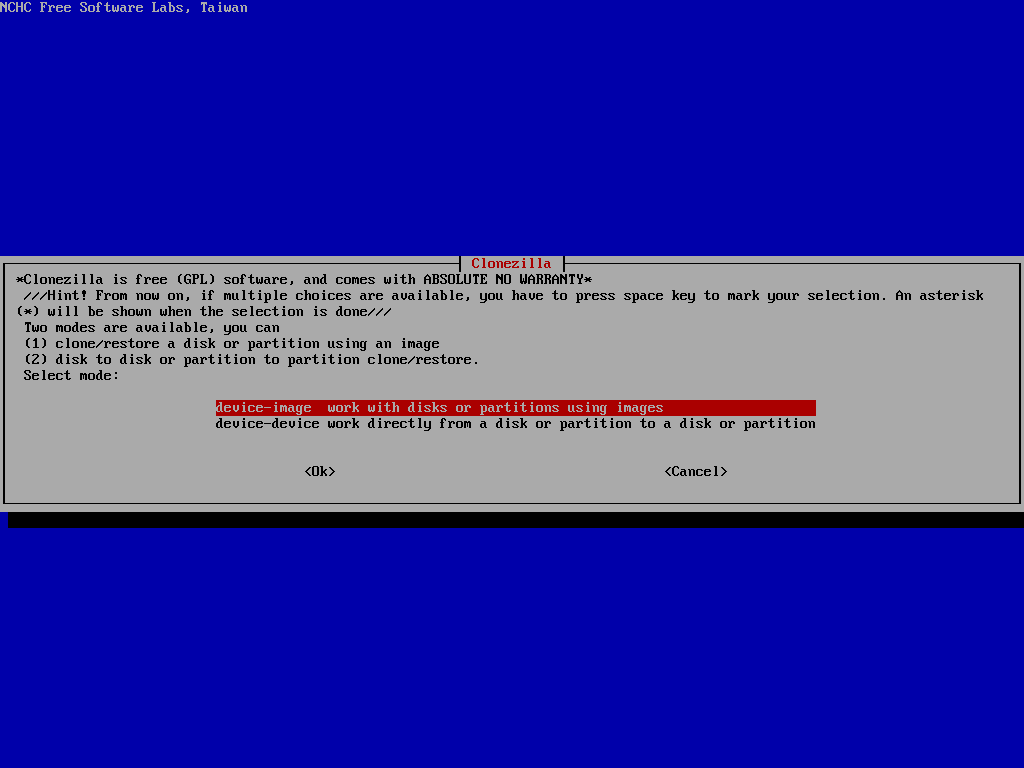 NCHC Free Software Labs, Taiwan
Clonezilla
*Clonezilla is free (GPL) software, and comes with ABSOLUTE NO WARRANTY*
///Hint! From now on, if multiple choices are available, you have to press space key to mark your selection. An asterisk
(*) will be shown when the selection is done///
Two modes are available, you can
(1) clone/restore a disk or partition using an image
(2) disk to disk or partition to partition clone/restore.
Select mode:
device-image  work with disks or partitions using images
device-device work directly from a disk or partition to a disk or partition
<Ok> <Cancel>